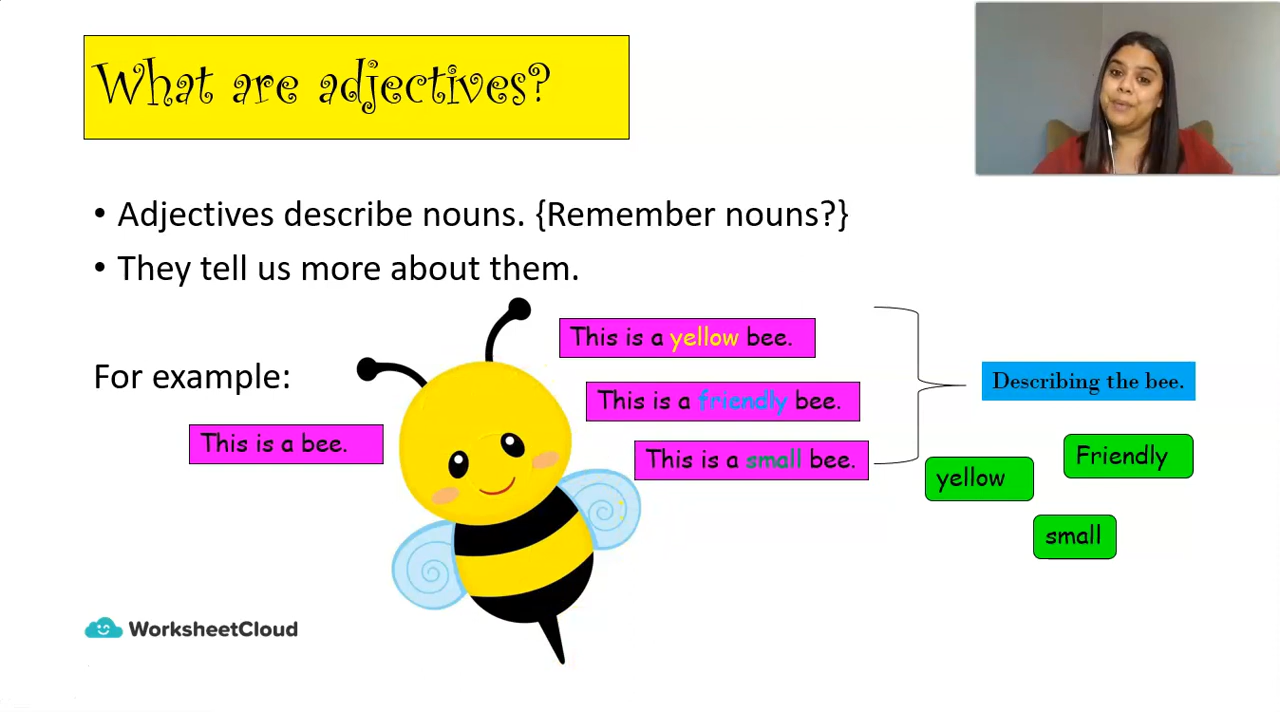 What are adjectives?
• Adjectives describe nouns. {Remember nouns?}
• They tell us more about them.
For example:
This is a bee.
This is a yellow bee.
This is a friendly bee.
This is a small bee.
Describing the bee.
yellow
Friendly
small
WorksheetCloud